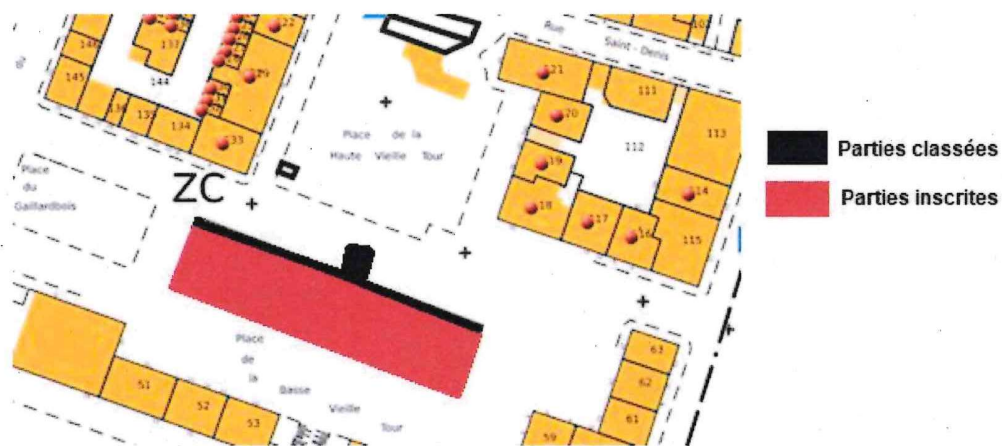 Rue Saint-Denis
121
111
113
120
112
119
118
117
116
114
115
122
137
146
145
144
139
136
135
134
133
Place de la
Haute Vieille Tour
Place
du
Gaillardbois
ZC
Parties classées
Parties inscrites
Place
de
la
Basse
Vieille
Tour
51
52
53
59
61
62
63